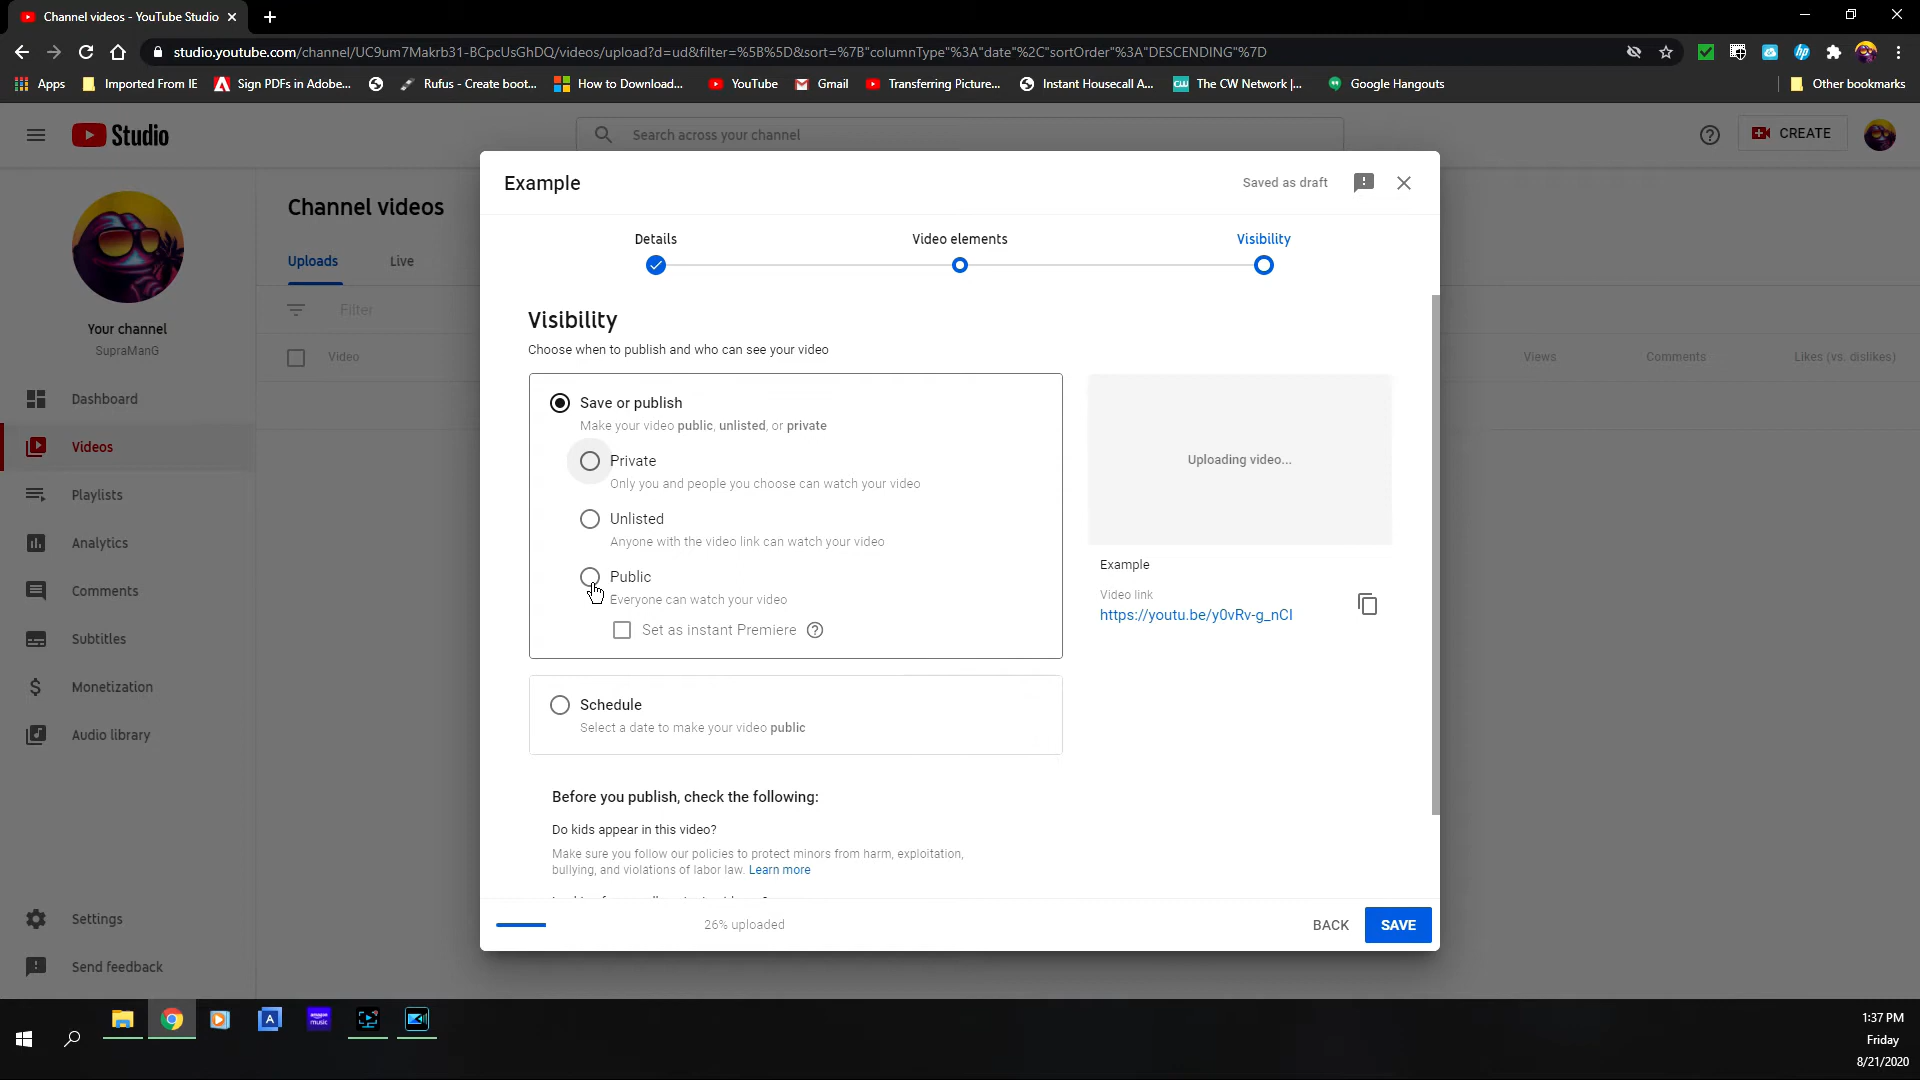 Channel videos - YouTube Studio
studio.youtube.com/channel/UC9um7Makrb31-BCpcUsGhDQ/videos/upload?d=ud&filter=%5B%5D&sort=%7B"columnType"%3A"date"%2C"sortOrder"%3A"DESCENDING"%7D
Apps Imported From IE Sign PDFs in Adobe... Rufus - Create boot... How to Download... YouTube Gmail Transferring Picture... Instant Housecall A... The CW Network |... Google Hangouts Other bookmarks
Studio
Search across your channel
CREATE
Your channel
SupraManG
Dashboard
Videos
Playlists
Analytics
Comments
Subtitles
Monetization
Audio library
Settings
Send feedback
Channel videos
Uploads Live
Filter
Video
Views Comments Likes (vs. dislikes)
Example
Saved as draft
Details Video elements Visibility
Visibility
Choose when to publish and who can see your video
Save or publish
Make your video public, unlisted, or private
Private
Only you and people you choose can watch your video
Unlisted
Anyone with the video link can watch your video
Public
Everyone can watch your video
Set as instant Premiere
Schedule
Select a date to make your video public
Before you publish, check the following:
Do kids appear in this video?
Make sure you follow our policies to protect minors from harm, exploitation,
bullying, and violations of labor law. Learn more
Uploading video...
Example
Video link
https://youtu.be/y0vRv-g_nCI
26% uploaded
BACK SAVE
1:37 PM
Friday
8/21/2020